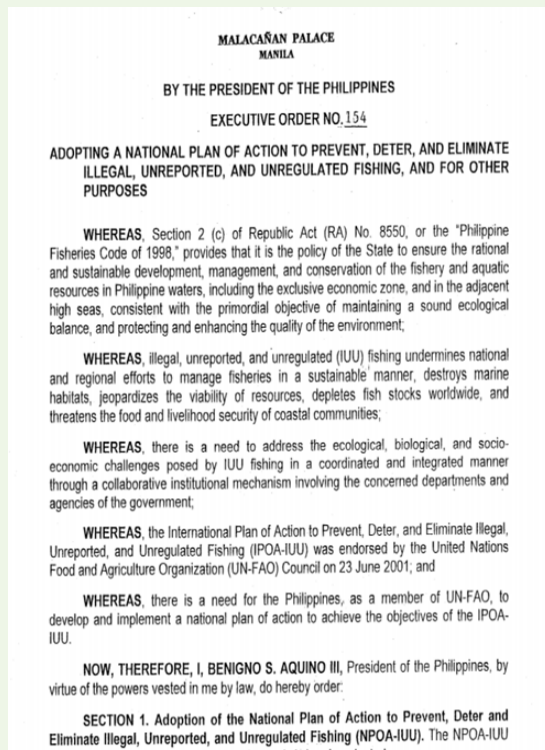 MALACAÑAN PALACE
MANILA
BY THE PRESIDENT OF THE PHILIPPINES
EXECUTIVE ORDER NO. 154
ADOPTING A NATIONAL PLAN OF ACTION TO PREVENT, DETER, AND ELIMINATE
ILLEGAL, UNREPORTED, AND UNREGULATED FISHING, AND FOR OTHER
PURPOSES
WHEREAS, Section 2 (c) of Republic Act (RA) No. 8550, or the "Philippine
Fisheries Code of 1998," provides that it is the policy of the State to ensure the rational
and sustainable development, management, and conservation of the fishery and aquatic
resources in Philippine waters, including the exclusive economic zone, and in the adjacent
high seas, consistent with the primordial objective of maintaining a sound ecological
balance, and protecting and enhancing the quality of the environment;
WHEREAS, illegal, unreported, and unregulated (IUU) fishing undermines national
and regional efforts to manage fisheries in a sustainable manner, destroys marine
habitats, jeopardizes the viability of resources, depletes fish stocks worldwide, and
threatens the food and livelihood security of coastal communities;
WHEREAS, there is a need to address the ecological, biological, and socio-
economic challenges posed by IUU fishing in a coordinated and integrated manner
through a collaborative institutional mechanism involving the concerned departments and
agencies of the government;
WHEREAS, the International Plan of Action to Prevent, Deter, and Eliminate Illegal,
Unreported, and Unregulated Fishing (IPOA-IUU) was endorsed by the United Nations
Food and Agriculture Organization (UN-FAO) Council on 23 June 2001; and
WHEREAS, there is a need for the Philippines, as a member of UN-FAO, to
develop and implement a national plan of action to achieve the objectives of the IPOA-
IUU.
NOW, THEREFORE, I, BENIGNO S. AQUINO III, President of the Philippines, by
virtue of the powers vested in me by law, do hereby order:
SECTION 1. Adoption of the National Plan of Action to Prevent, Deter and
Eliminate Illegal, Unreported, and Unregulated Fishing (NPOA-IUU). The NPOA-IUU